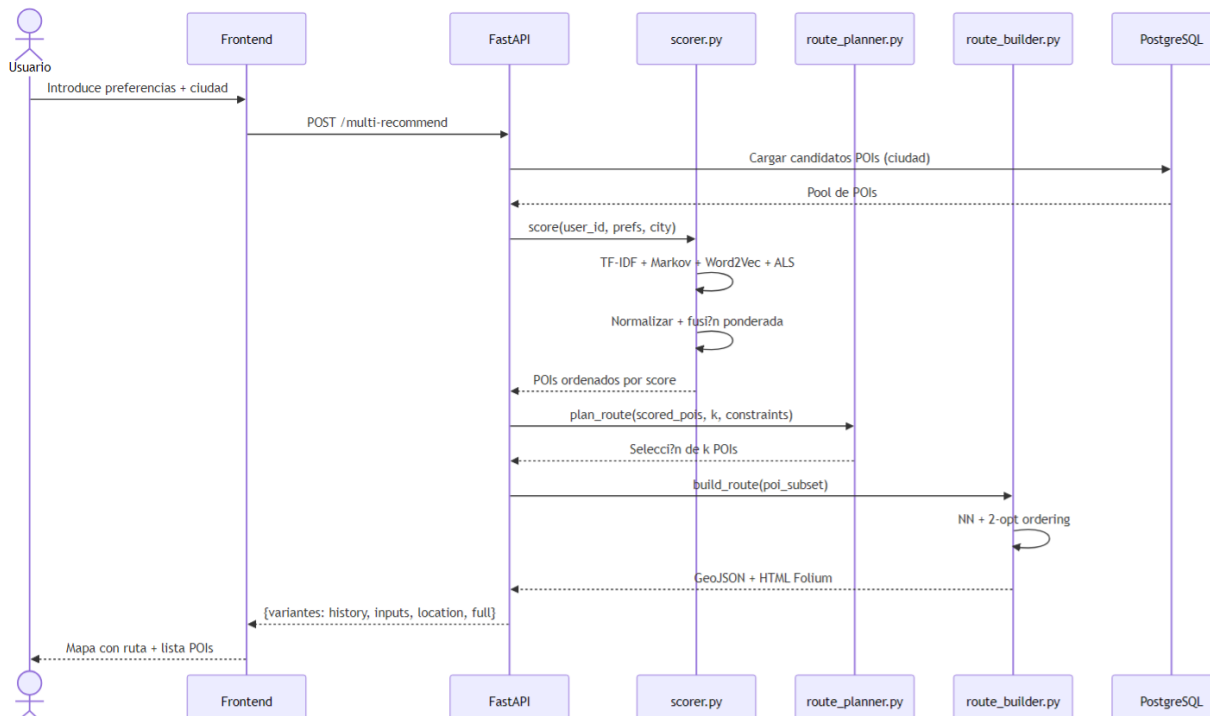 Usuario
Frontend
FastAPI
scorer.py
route_planner.py
route_builder.py
PostgreSQL
Introduce preferencias + ciudad
POST /multi-recommend
Cargar candidatos POIs (ciudad)
Pool de POIs
score(user_id, prefs, city)
TF-IDF + Markov + Word2Vec + ALS
Normalizar + fusi?n ponderada
POIs ordenados por score
plan_route(scored_pois, k, constraints)
Selecci?n de k POIs
build_route(poi_subset)
NN + 2-opt ordering
GeoJSON + HTML Folium
{variantes: history, inputs, location, full}
Mapa con ruta + lista POIs
Frontend
FastAPI
scorer.py
route_planner.py
route_builder.py
PostgreSQL